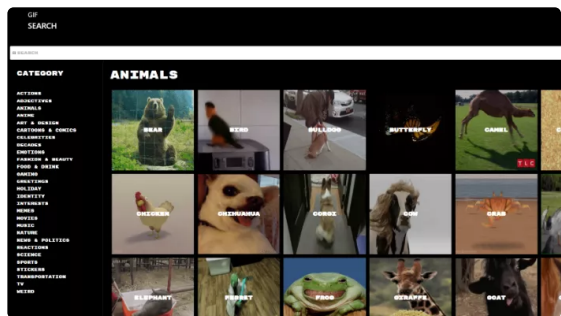 GIF
SEARCH
SEARCH
CATEGORY
ANIMALS
ACTIONS
ADJECTIVES
ANIMALS
ANIME
ART & DESIGN
CARTOONS & COMICS
CELEBRITIES
DECADES
EMOTIONS
FASHION & BEAUTY
FOOD & DRINK
GAMING
GREETINGS
HOLIDAY
IDENTITY
INTERESTS
MEMES
MOVIES
MUSIC
NATURE
NEWS & POLITICS
REACTIONS
SCIENCE
SPORTS
STICKERS
TRANSPORTATION
TV
WEIRD
BEAR
BIRD
BULLDOG
BUTTERFLY
CAMEL
TLC
CHICKEN
CHIHUAHUA
CORGI
COW
CRAB
ELEPHANT
FERRET
FROG
GIRAFFE
GOAT